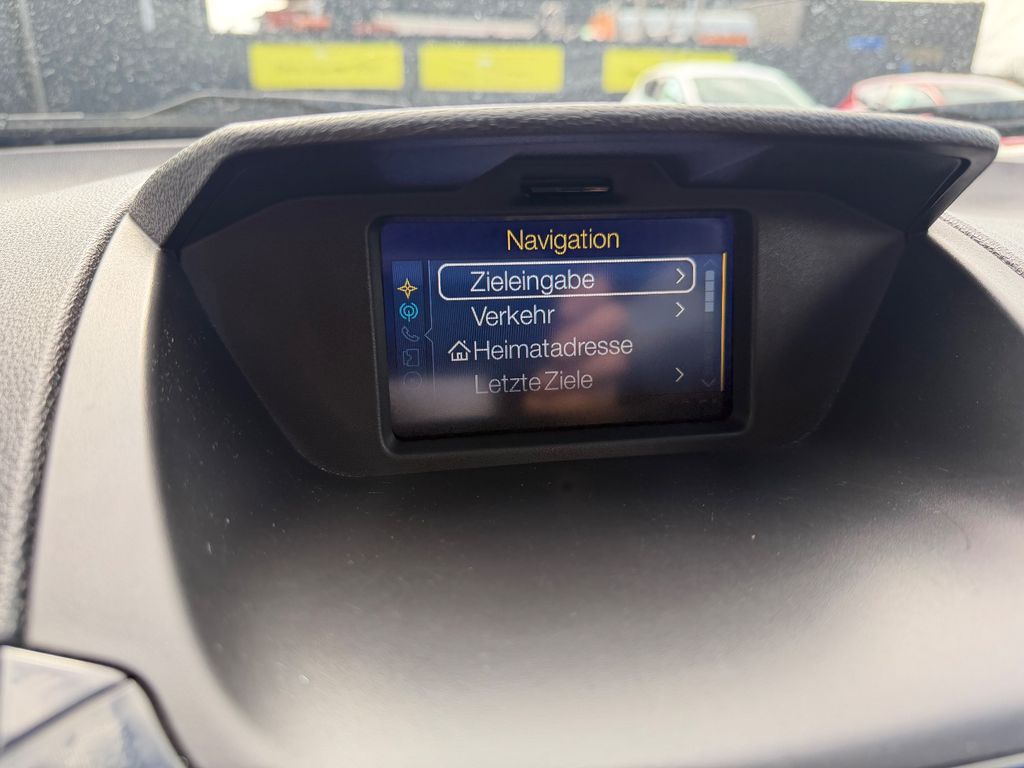 Navigation
Zieleingabe
Verkehr
Heimatadresse
Letzte Ziele